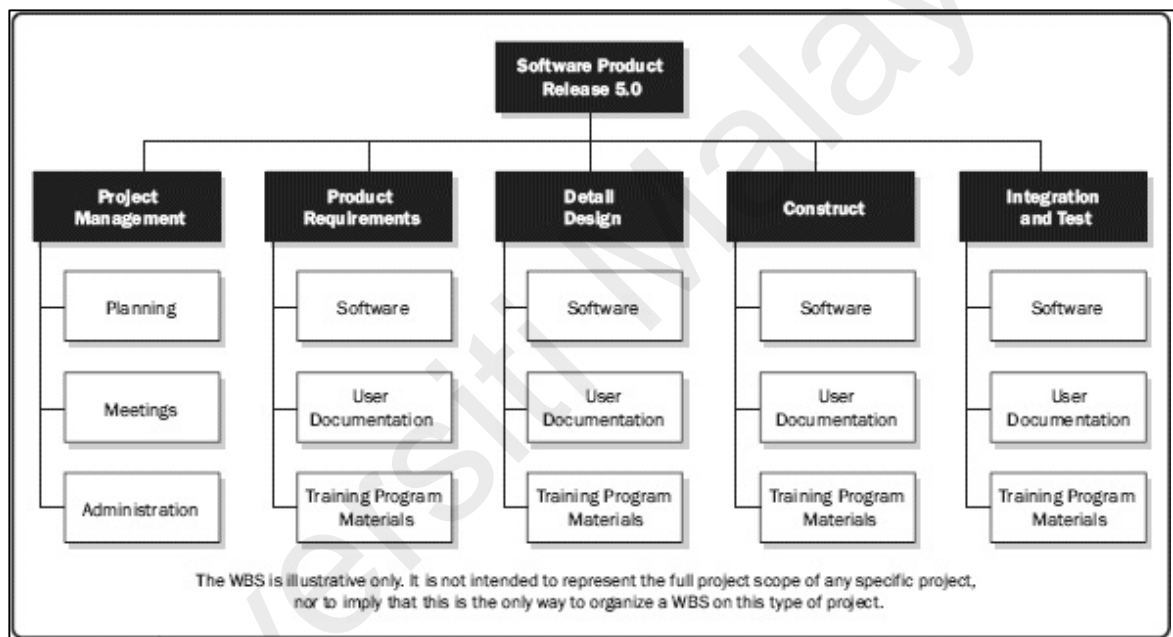 Software Product
Release 5.0
Project
Management
Product
Requirements
Detail
Design
Construct
Integration
and Test
Planning
Software
Software
Software
Software
Meetings
User
Documentation
User
Documentation
User
Documentation
User
Documentation
Administration
Training Program
Materials
Training Program
Materials
Training Program
Materials
Training Program
Materials
The WBS is illustrative only. It is not intended to represent the full project scope of any specific project,
nor to imply that this is the only way to organize a WBS on this type of project.
versiti Malay